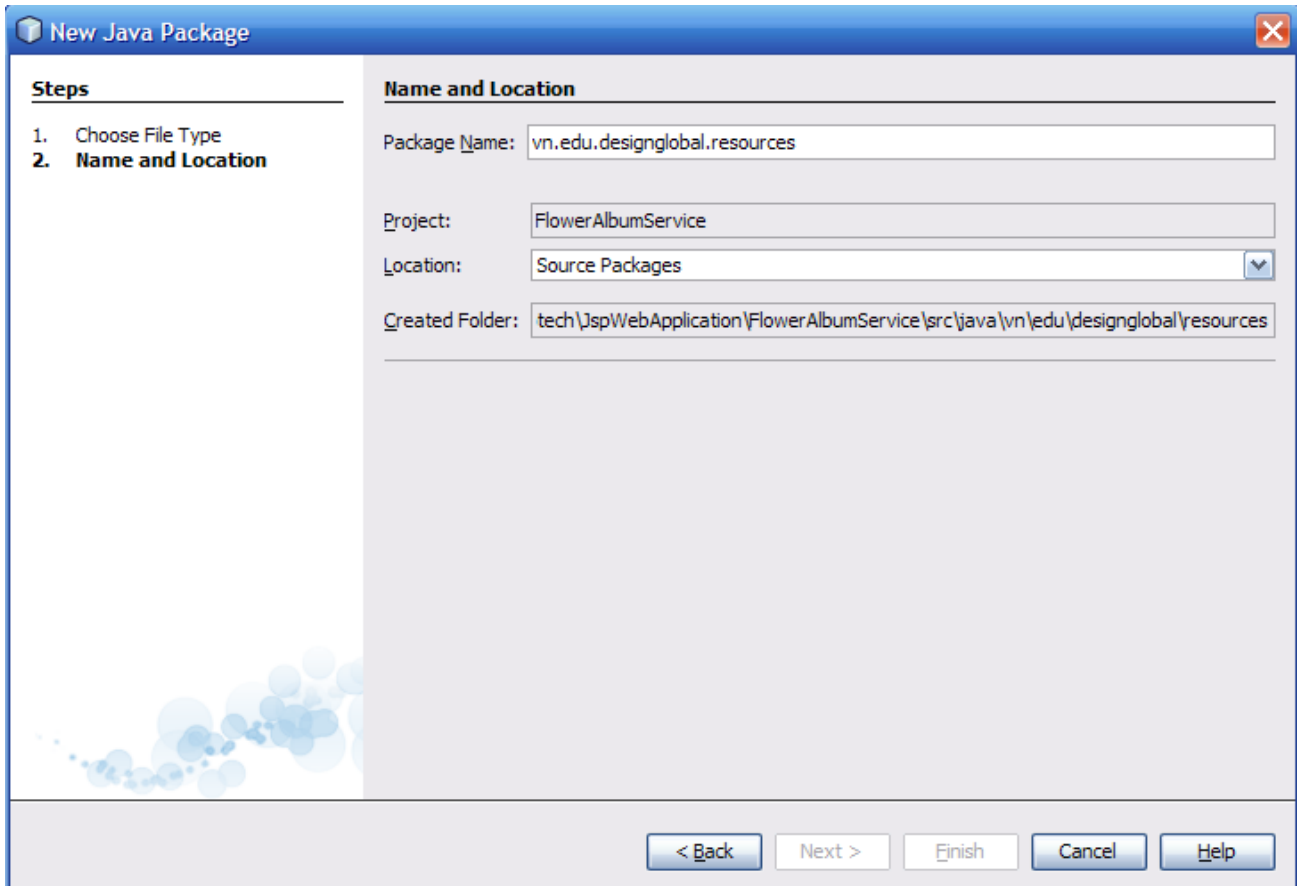 New Java Package
Steps
1. Choose File Type
2. Name and Location
Name and Location
Package Name: vn.edu.designglobal.resources
Project: FlowerAlbumService
Location: Source Packages
Created Folder: tech\JspWebApplication\FlowerAlbumService\src\java\vn\edu\designglobal\resources
< Back Next > Finish Cancel Help